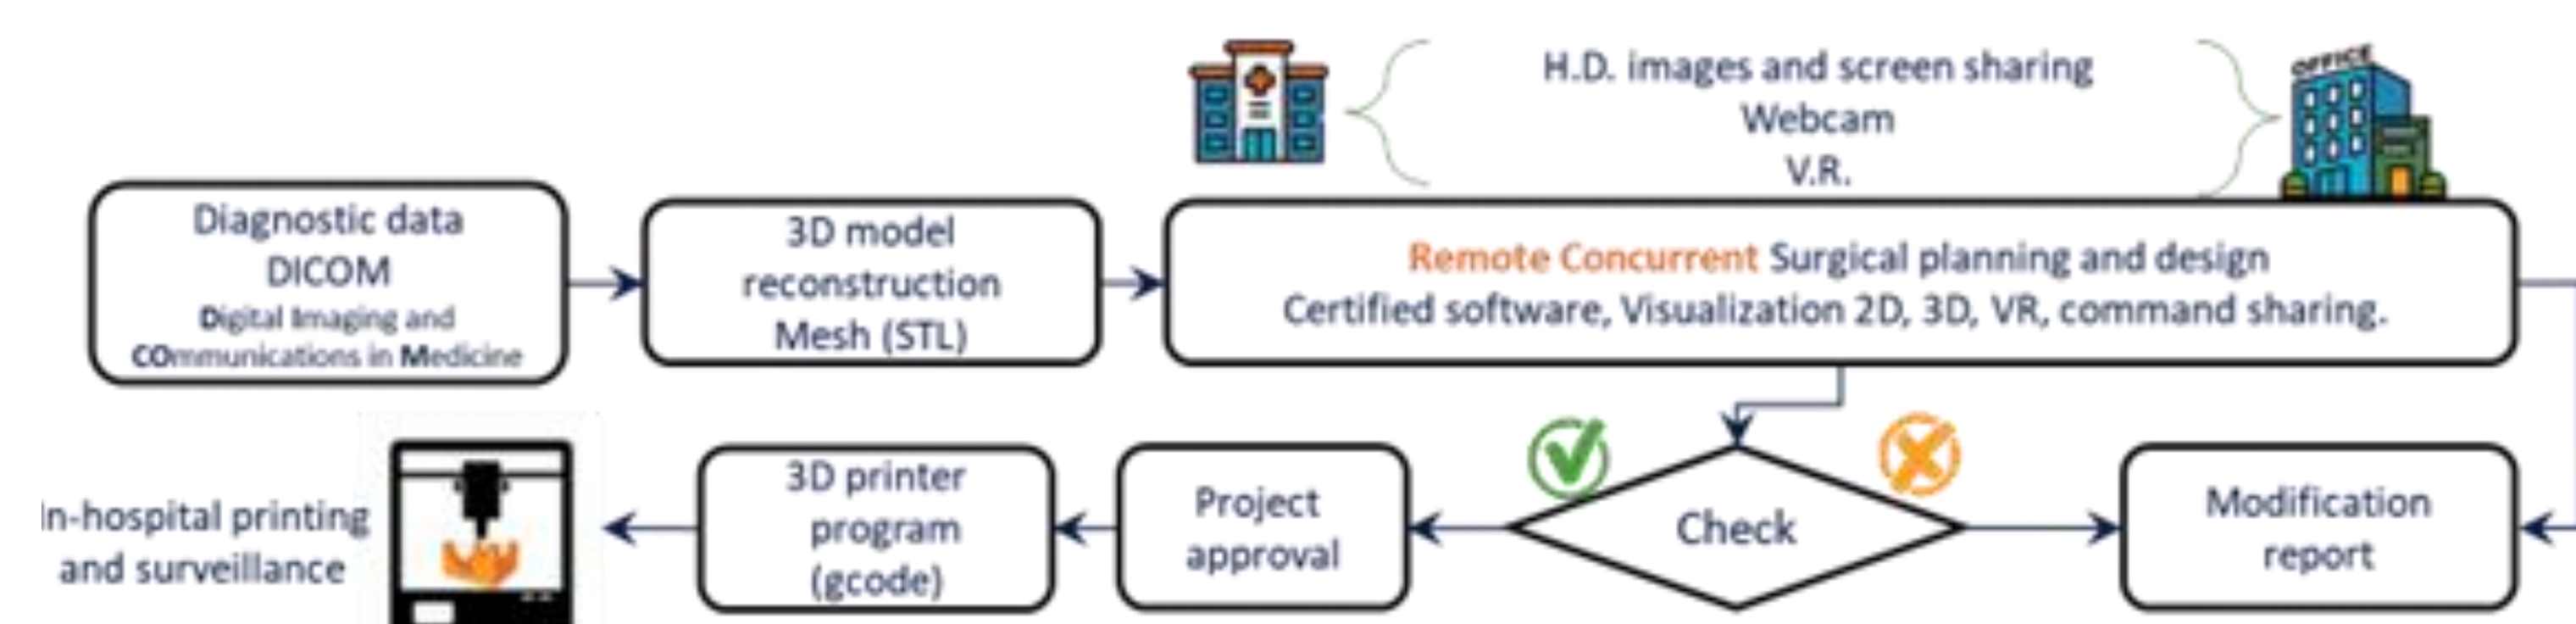 OFFICE
H.D. images and screen sharing
Webcam
V.R.
Diagnostic data
DICOM
Digital Imaging and
COmmunications in Medicine
3D model
reconstruction
Mesh (STL)
Remote Concurrent Surgical planning and design
Certified software, Visualization 2D, 3D, VR, command sharing.
In-hospital printing
and surveillance
3D printer
program
(gcode)
Project
approval
Check
Modification
report